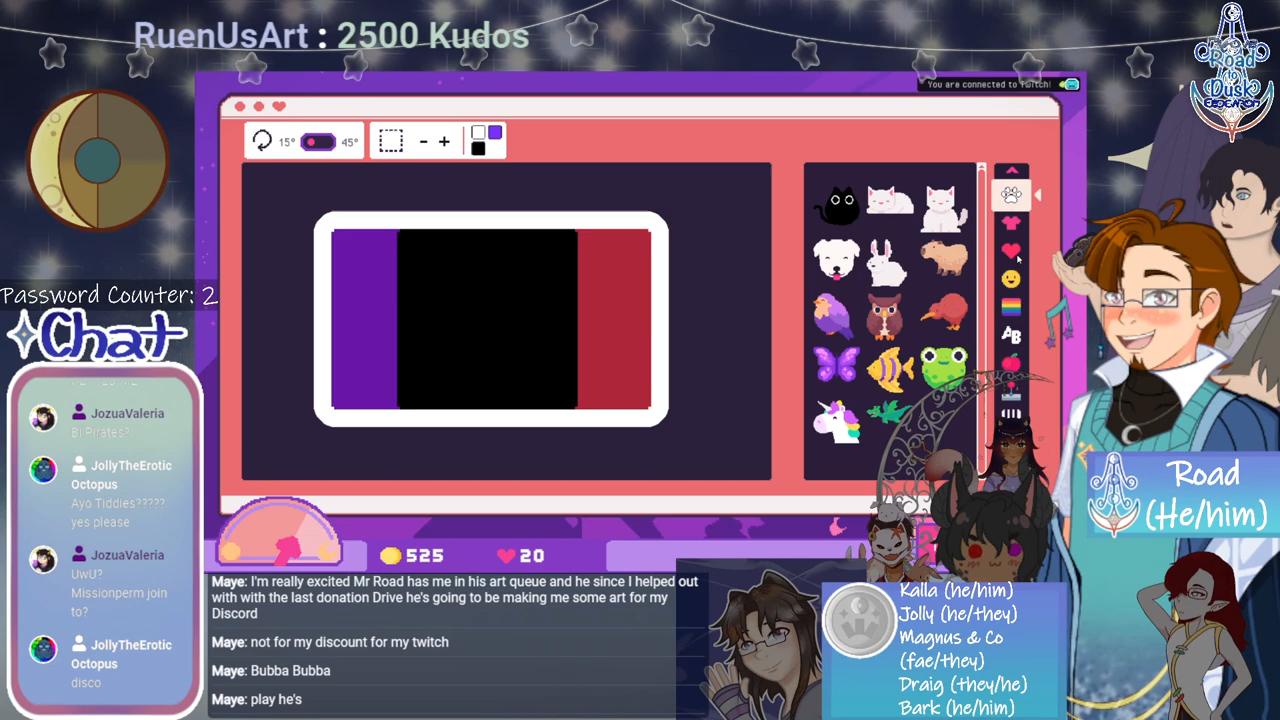 RuenUsArt : 2500 Kudos
You are connected to Twitch!
Road
to
Dusk
15° 45°
- +
AB
Password Counter: 2
Chat
JozuaValeria
Bi Pirates?
JollyTheErotic
Octopus
Ayo Tiddies?????
yes please
JozuaValeria
UwU?
Missionperm join
to?
JollyTheErotic
Octopus
disco
525
20
Maye: I'm really excited Mr Road has me in his art queue and he since I helped out
with with the last donation Drive he's going to be making me some art for my
Discord
Maye: not for my discount for my twitch
Maye: Bubba Bubba
Maye: play he's
Road
(He/him)
Kalla (he/him)
Jolly (he/they)
Magnus & Co
(fae/they)
Draig (they/he)
Bark (he/him)